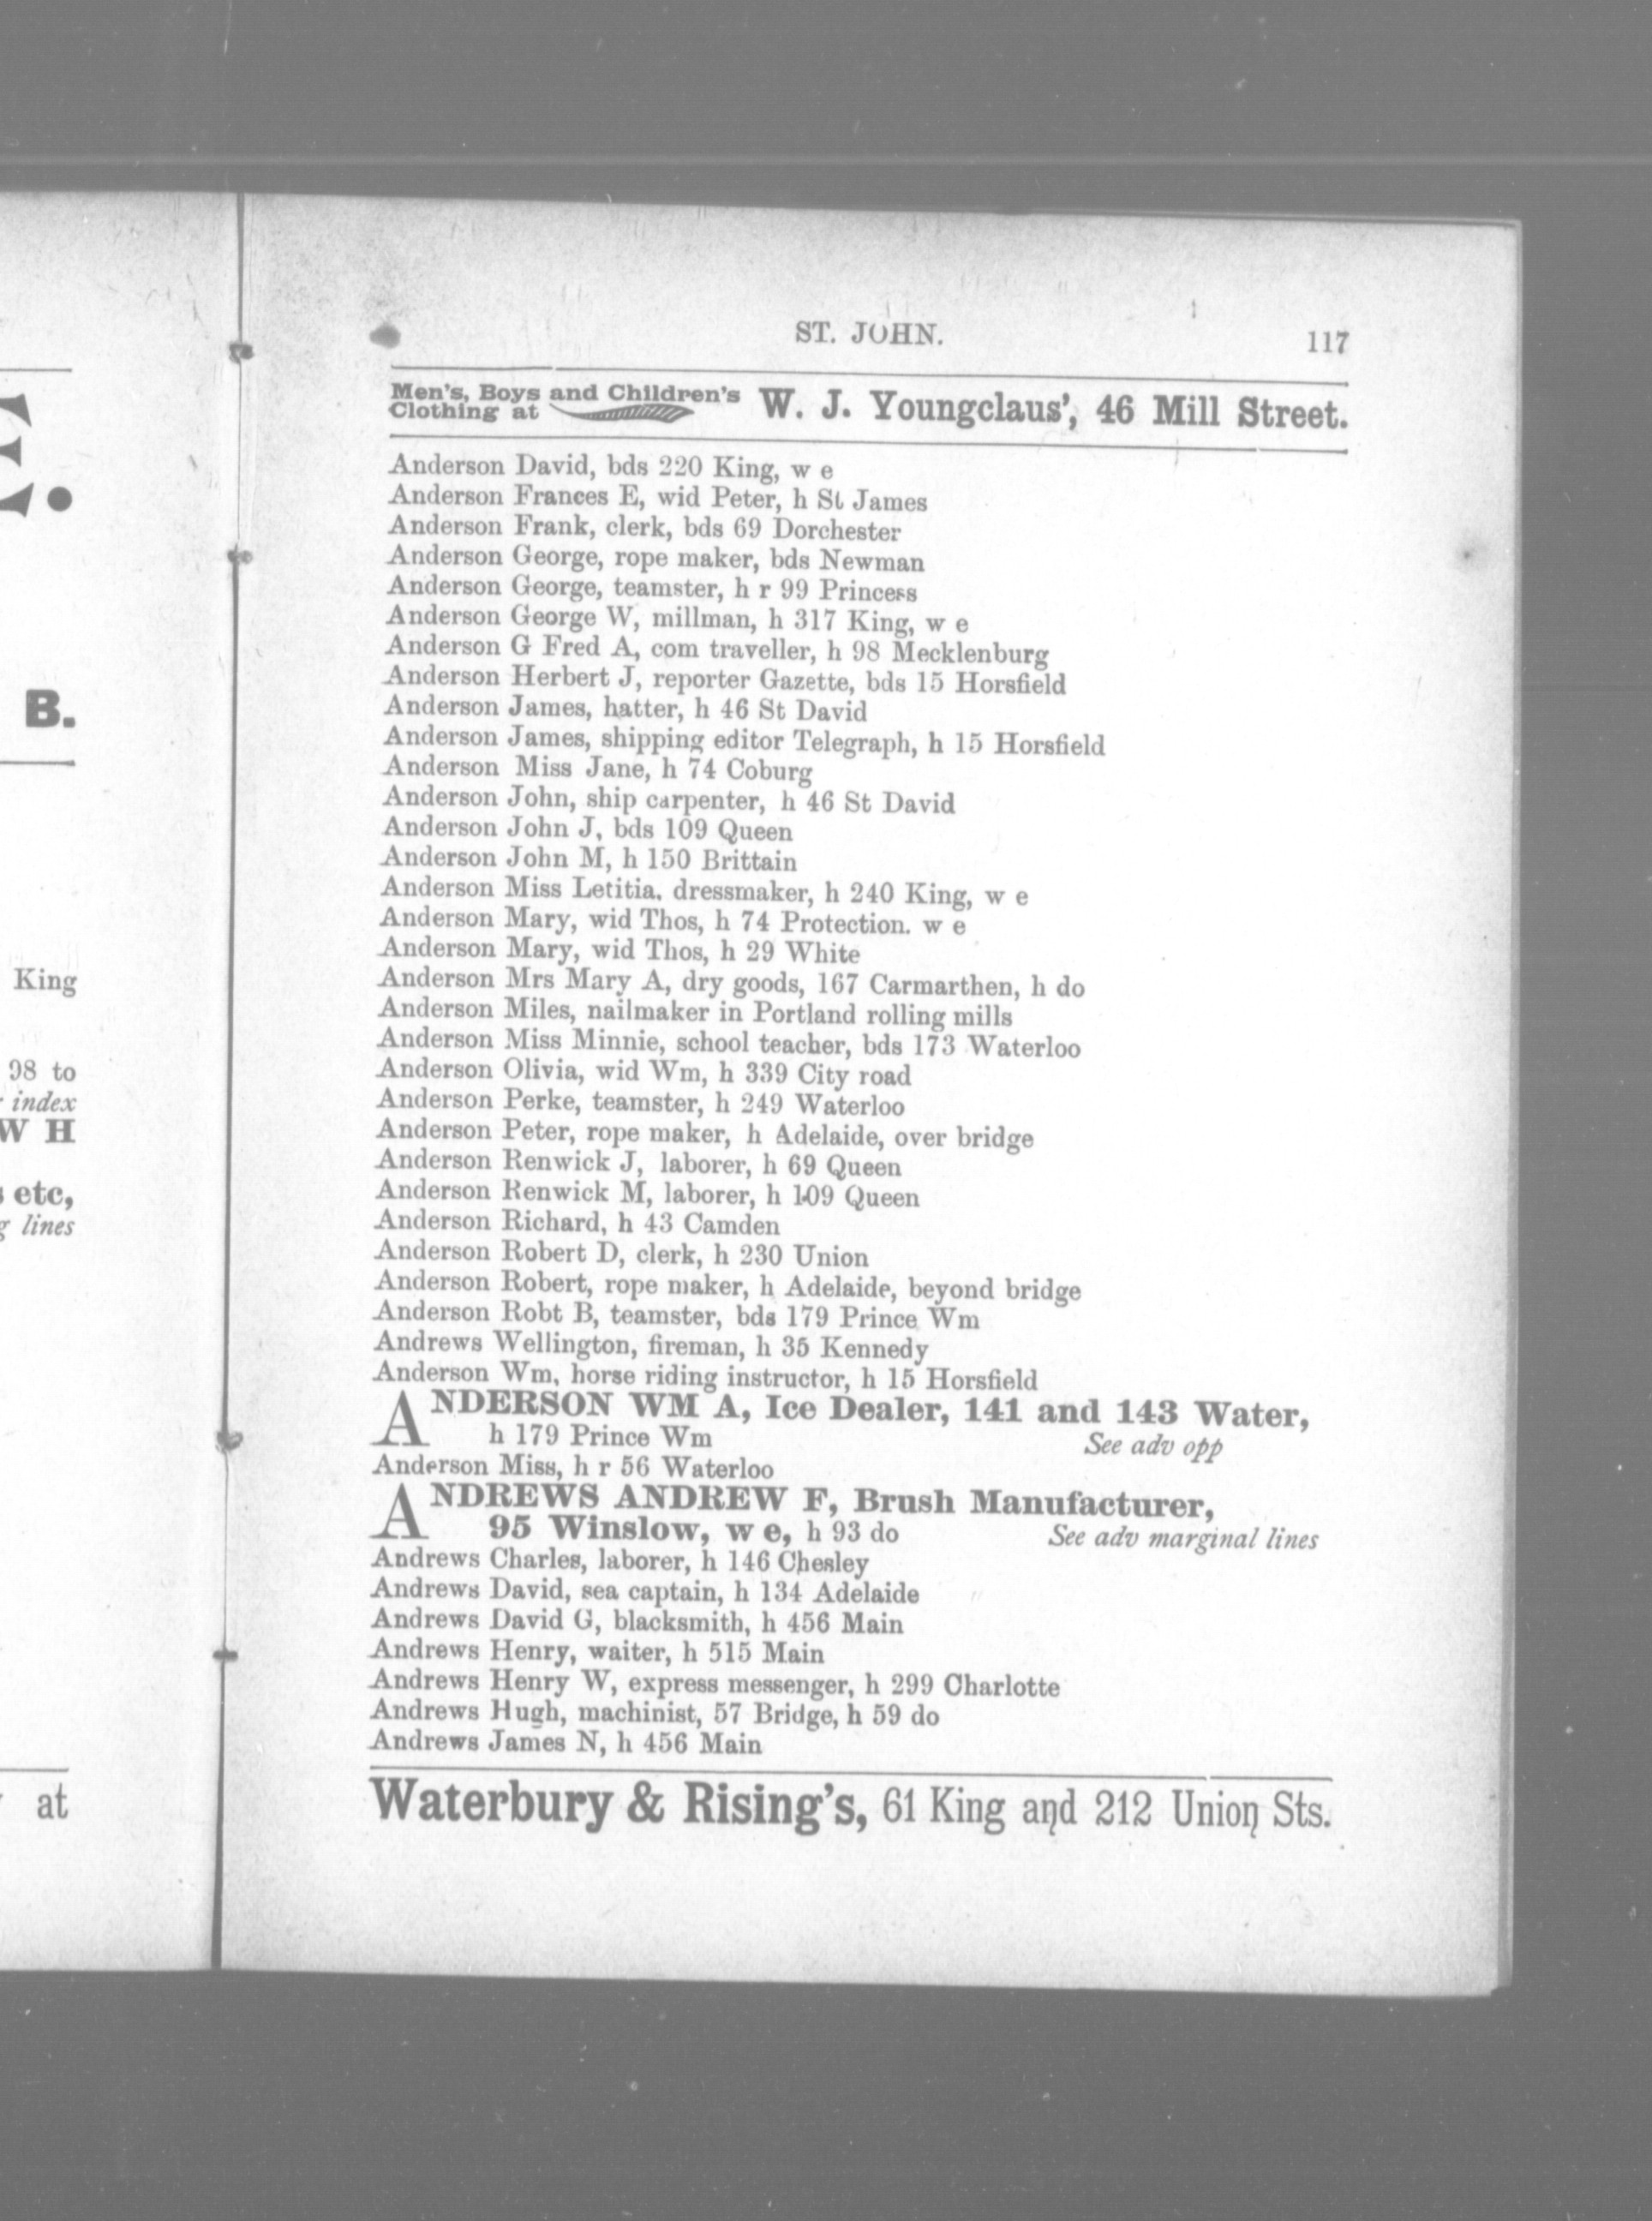 B.
King
98 to
index
W H
etc,
lines
at
ST. JOHN.
117
Men's, Boys and Children's
Clothing at
W. J. Youngclaus', 46 Mill Street.
Anderson David, bds 220 King, w e
Anderson Frances E, wid Peter, h St James
Anderson Frank, clerk, bds 69 Dorchester
Anderson George, rope maker, bds Newman
Anderson George, teamster, h r 99 Princess
Anderson George W, millman, h 317 King, w e
Anderson G Fred A, com traveller, h 98 Mecklenburg
Anderson Herbert J, reporter Gazette, bds 15 Horsfield
Anderson James, hatter, h 46 St David
Anderson James, shipping editor Telegraph, h 15 Horsfield
Anderson Miss Jane, h 74 Coburg
Anderson John, ship carpenter, h 46 St David
Anderson John J, bds 109 Queen
Anderson John M, h 150 Brittain
Anderson Miss Letitia, dressmaker, h 240 King, w e
Anderson Mary, wid Thos, h 74 Protection. w e
Anderson Mary, wid Thos, h 29 White
Anderson Mrs Mary A, dry goods, 167 Carmarthen, h do
Anderson Miles, nailmaker in Portland rolling mills
Anderson Miss Minnie, school teacher, bds 173 Waterloo
Anderson Olivia, wid Wm, h 339 City road
Anderson Perke, teamster, h 249 Waterloo
Anderson Peter, rope maker, h Adelaide, over bridge
Anderson Renwick J, laborer, h 69 Queen
Anderson Renwick M, laborer, h 109 Queen
Anderson Richard, h 43 Camden
Anderson Robert D, clerk, h 230 Union
Anderson Robert, rope maker, h Adelaide, beyond bridge
Anderson Robt B, teamster, bds 179 Prince Wm
Andrews Wellington, fireman, h 35 Kennedy
Anderson Wm, horse riding instructor, h 15 Horsfield
ANDERSON WM A, Ice Dealer, 141 and 143 Water,
h 179 Prince Wm See adv opp
Anderson Miss, h r 56 Waterloo
ANDREWS ANDREW F, Brush Manufacturer,
95 Winslow, w e, h 93 do See adv marginal lines
Andrews Charles, laborer, h 146 Chesley
Andrews David, sea captain, h 134 Adelaide
Andrews David G, blacksmith, h 456 Main
Andrews Henry, waiter, h 515 Main
Andrews Henry W, express messenger, h 299 Charlotte
Andrews Hugh, machinist, 57 Bridge, h 59 do
Andrews James N, h 456 Main
Waterbury & Rising's, 61 King and 212 Union Sts.